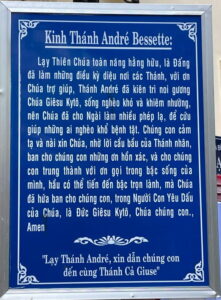 Kinh Thánh André Bessette:
Lạy Thiên Chúa toàn năng hằng hữu, là Đấng
đã làm những điều kỳ diệu nơi các Thánh, với ơn
Chúa trợ giúp, Thánh André đã kiên trì noi gương
Chúa Giêsu Kytô, sống nghèo khó và khiêm nhường,
nên Chúa đã cho Ngài làm nhiều phép lạ, để cứu
giúp những ai nghèo khổ bệnh tật. Chúng con cảm
tạ và nài xin Chúa, nhờ lời cầu bầu của Thánh nhân,
ban cho chúng con những ơn hồn xác, và cho chúng
con trung thành với ơn gọi trong bậc sống của
mình, hầu có thể tiến đến bậc trọn lành, mà Chúa
đã hứa ban cho chúng con, trong Người Con Yêu Dấu
của Chúa, là Đức Giêsu Kytô, Chúa chúng con.,
Amen
"Lạy Thánh André, xin dẫn chúng con
đến cùng Thánh Cả Giuse"